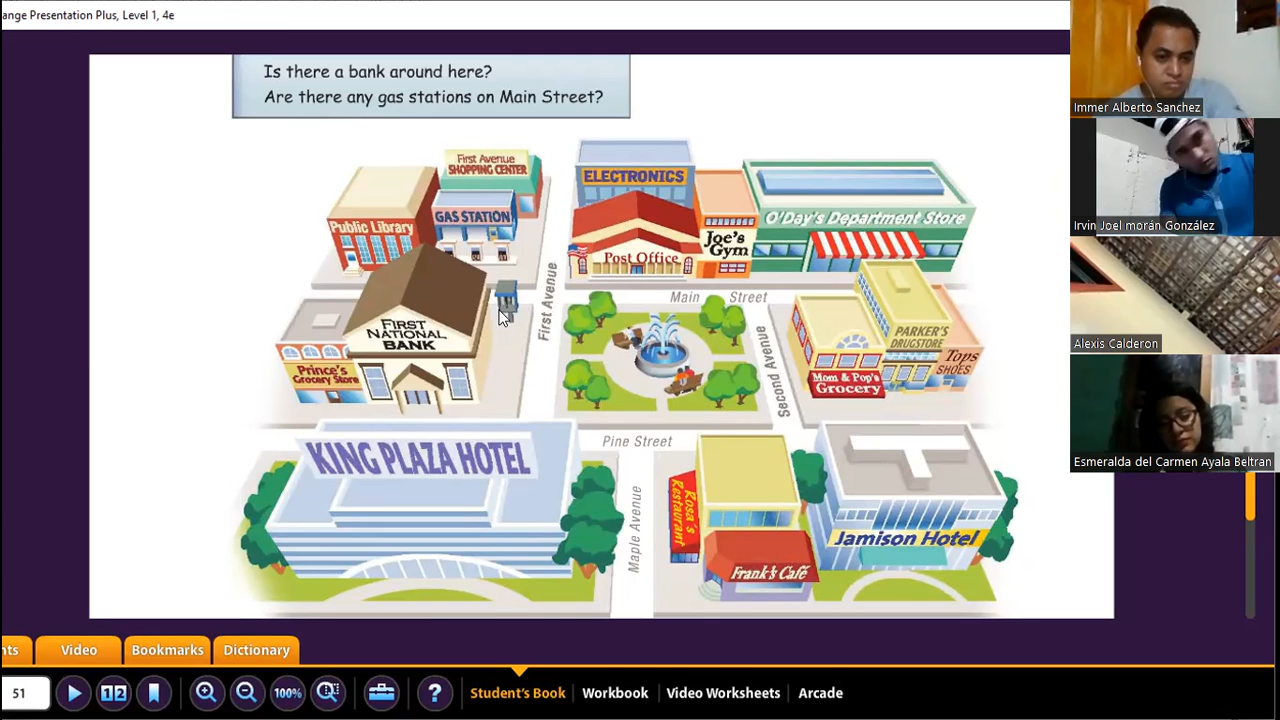 ange Presentation Plus, Level 1, 4e
Is there a bank around here?
Are there any gas stations on Main Street?
First Avenue
SHOPPING CENTER
Public Library
GAS STATION
ELECTRONICS
Post Office
Joe's
Gym
O'Day's Department Store
First Avenue
Main Street
FIRST
NATIONAL
BANK
Prince's
Grocery Store
Second Avenue
PARKER'S
DRUGSTORE
Tops
SHOES
Mom & Pop's
Grocery
Pine Street
KING PLAZA HOTEL
Maple Avenue
Rosa's
Restaurant
Frank's Café
Jamison Hotel
Immer Alberto Sanchez
Irvin Joel morán González
Alexis Calderon
Esmeralda del Carmen Ayala Beltran
nts
Video
Bookmarks
Dictionary
51
1 2
100%
?
Student's Book
Workbook
Video Worksheets
Arcade